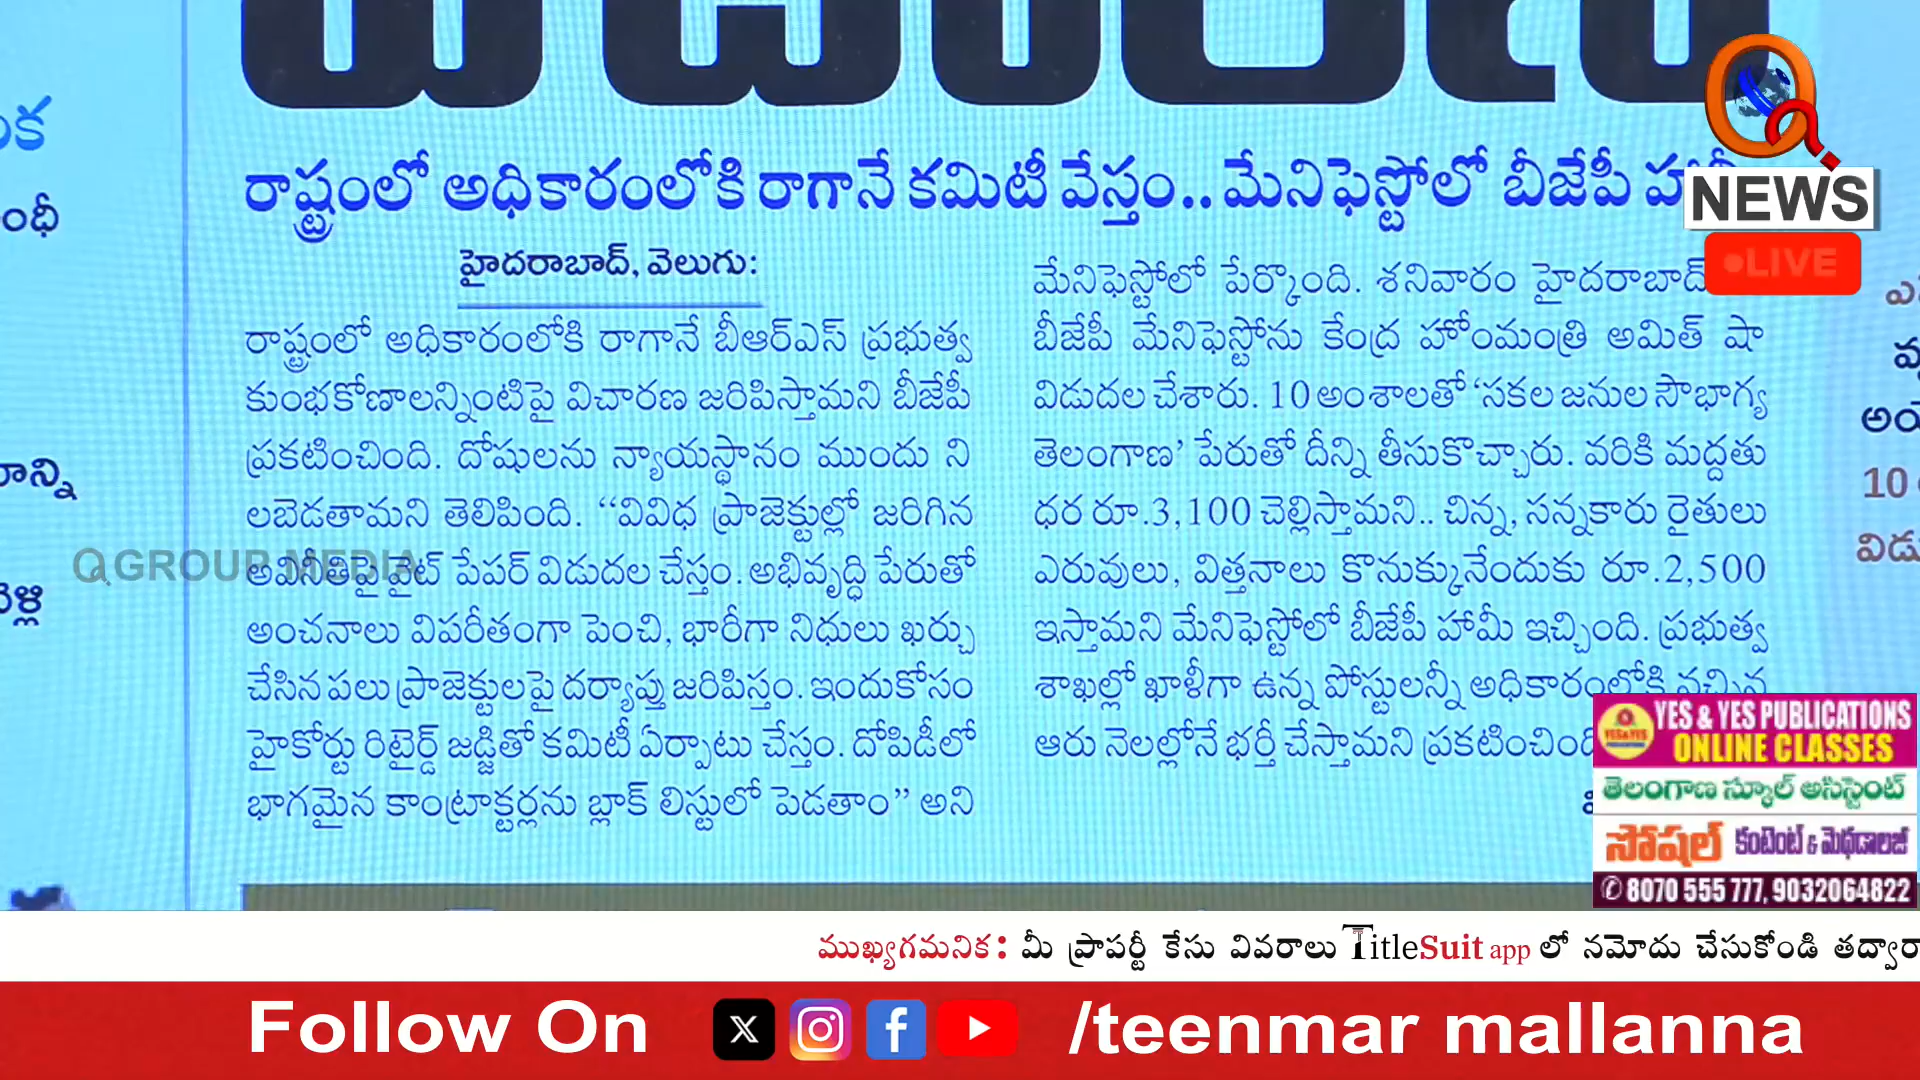 రాష్ట్రంలో అధికారంలోకి రాగానే కమిటీ వేస్తం.. మేనిఫెస్టోలో బీజేపీ
హైదరాబాద్, వెలుగు:
రాష్ట్రంలో అధికారంలోకి రాగానే బీఆర్ఎస్ ప్రభుత్వ
కుంభకోణాలన్నింటిపై విచారణ జరిపిస్తామని బీజేపీ
ప్రకటించింది. దోషులను న్యాయస్థానం ముందు ని
లబెడతామని తెలిపింది. “వివిధ ప్రాజెక్టుల్లో జరిగిన
అవినీతిపై వైట్ పేపర్ విడుదల చేస్తం. అభివృద్ధి పేరుతో
అంచనాలు విపరీతంగా పెంచి, భారీగా నిధులు ఖర్చు
చేసిన పలు ప్రాజెక్టులపై దర్యాప్తు జరిపిస్తం. ఇందుకోసం
హైకోర్టు రిటైర్డ్ జడ్జితో కమిటీ ఏర్పాటు చేస్తం. దోపిడీలో
భాగమైన కాంట్రాక్టర్లను బ్లాక్ లిస్టులో పెడతాం” అని
మేనిఫెస్టోలో పేర్కొంది. శనివారం హైదరాబాద్
బీజేపీ మేనిఫెస్టోను కేంద్ర హోంమంత్రి అమిత్ షా
విడుదల చేశారు. 10 అంశాలతో ‘సకల జనుల సౌభాగ్య
తెలంగాణ’ పేరుతో దీన్ని తీసుకొచ్చారు. వరికి మద్దతు
ధర రూ.3,100 చెల్లిస్తామని.. చిన్న, సన్నకారు రైతులు
ఎరువులు, విత్తనాలు కొనుక్కునేందుకు రూ.2,500
ఇస్తామని మేనిఫెస్టోలో బీజేపీ హామీ ఇచ్చింది. ప్రభుత్వ
శాఖల్లో ఖాళీగా ఉన్న పోస్టులన్నీ అధికారంలోకి వచ్చిన
ఆరు నెలల్లోనే భర్తీ చేస్తామని
Q GROUP MEDIA
NEWS
LIVE
10
YES & YES PUBLICATIONS
ONLINE CLASSES
తెలంగాణ స్కూల్ అసిస్టెంట్
సోషల్ కంటెంట్ & మెథడాలజీ
8070 555 777, 9032064822
ముఖ్యగమనిక: మీ ప్రాపర్టీ కేసు వివరాలు TitleSuit app లో నమోదు చేసుకోండి తద్వారా
Follow On /teenmar mallanna